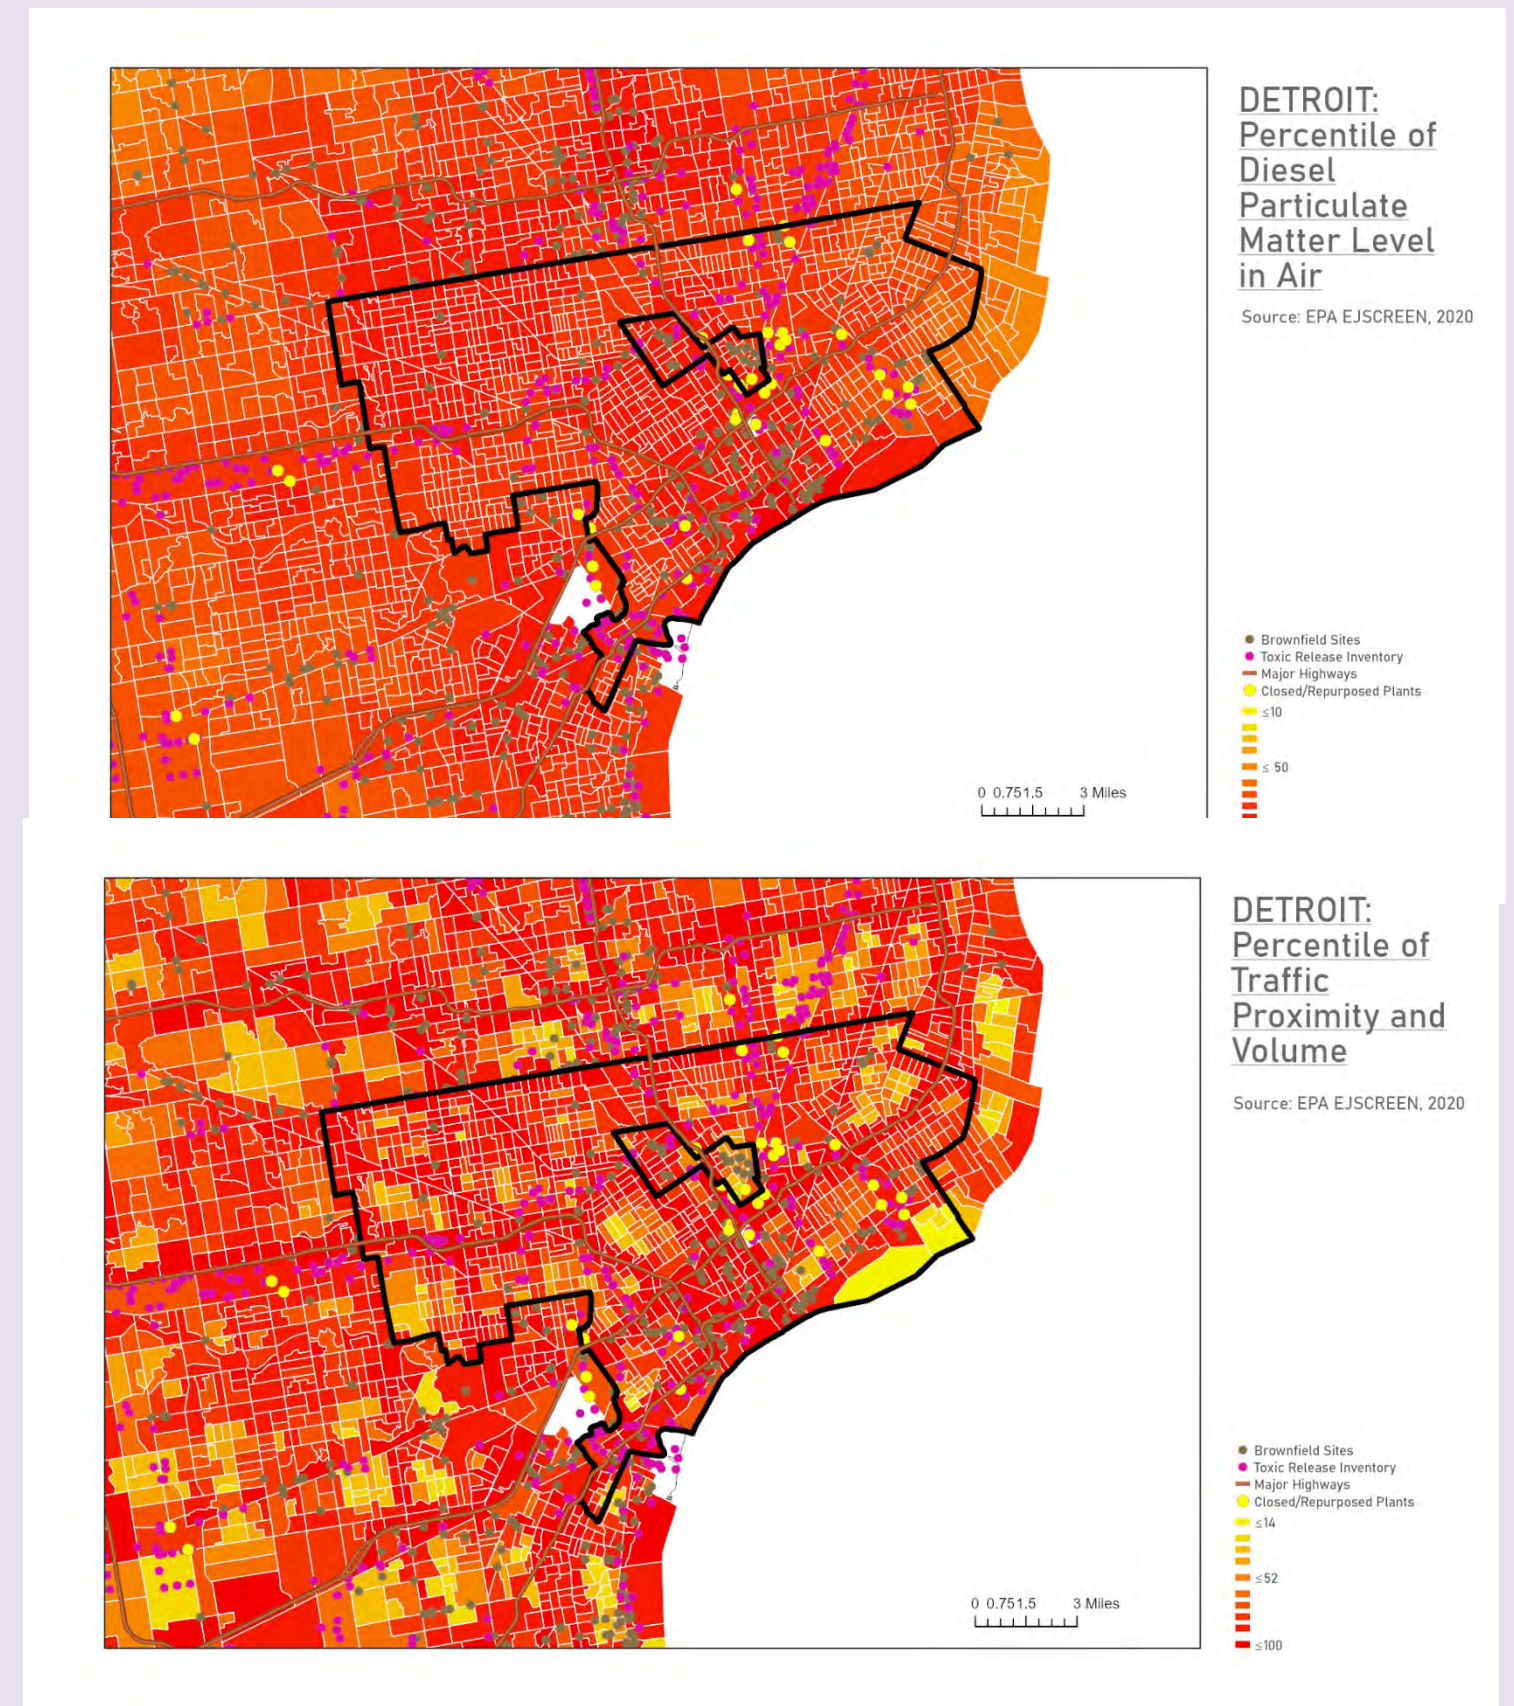 DETROIT:
Percentile of
Diesel
Particulate
Matter Level
in Air
Source: EPA EJSCREEN, 2020
Brownfield Sites
Toxic Release Inventory
Major Highways
Closed/Repurposed Plants
≤10
≤ 50
0 0.751.5 3 Miles
DETROIT:
Percentile of
Traffic
Proximity and
Volume
Source: EPA EJSCREEN, 2020
Brownfield Sites
Toxic Release Inventory
Major Highways
Closed/Repurposed Plants
≤14
≤52
≤100
0 0.751.5 3 Miles